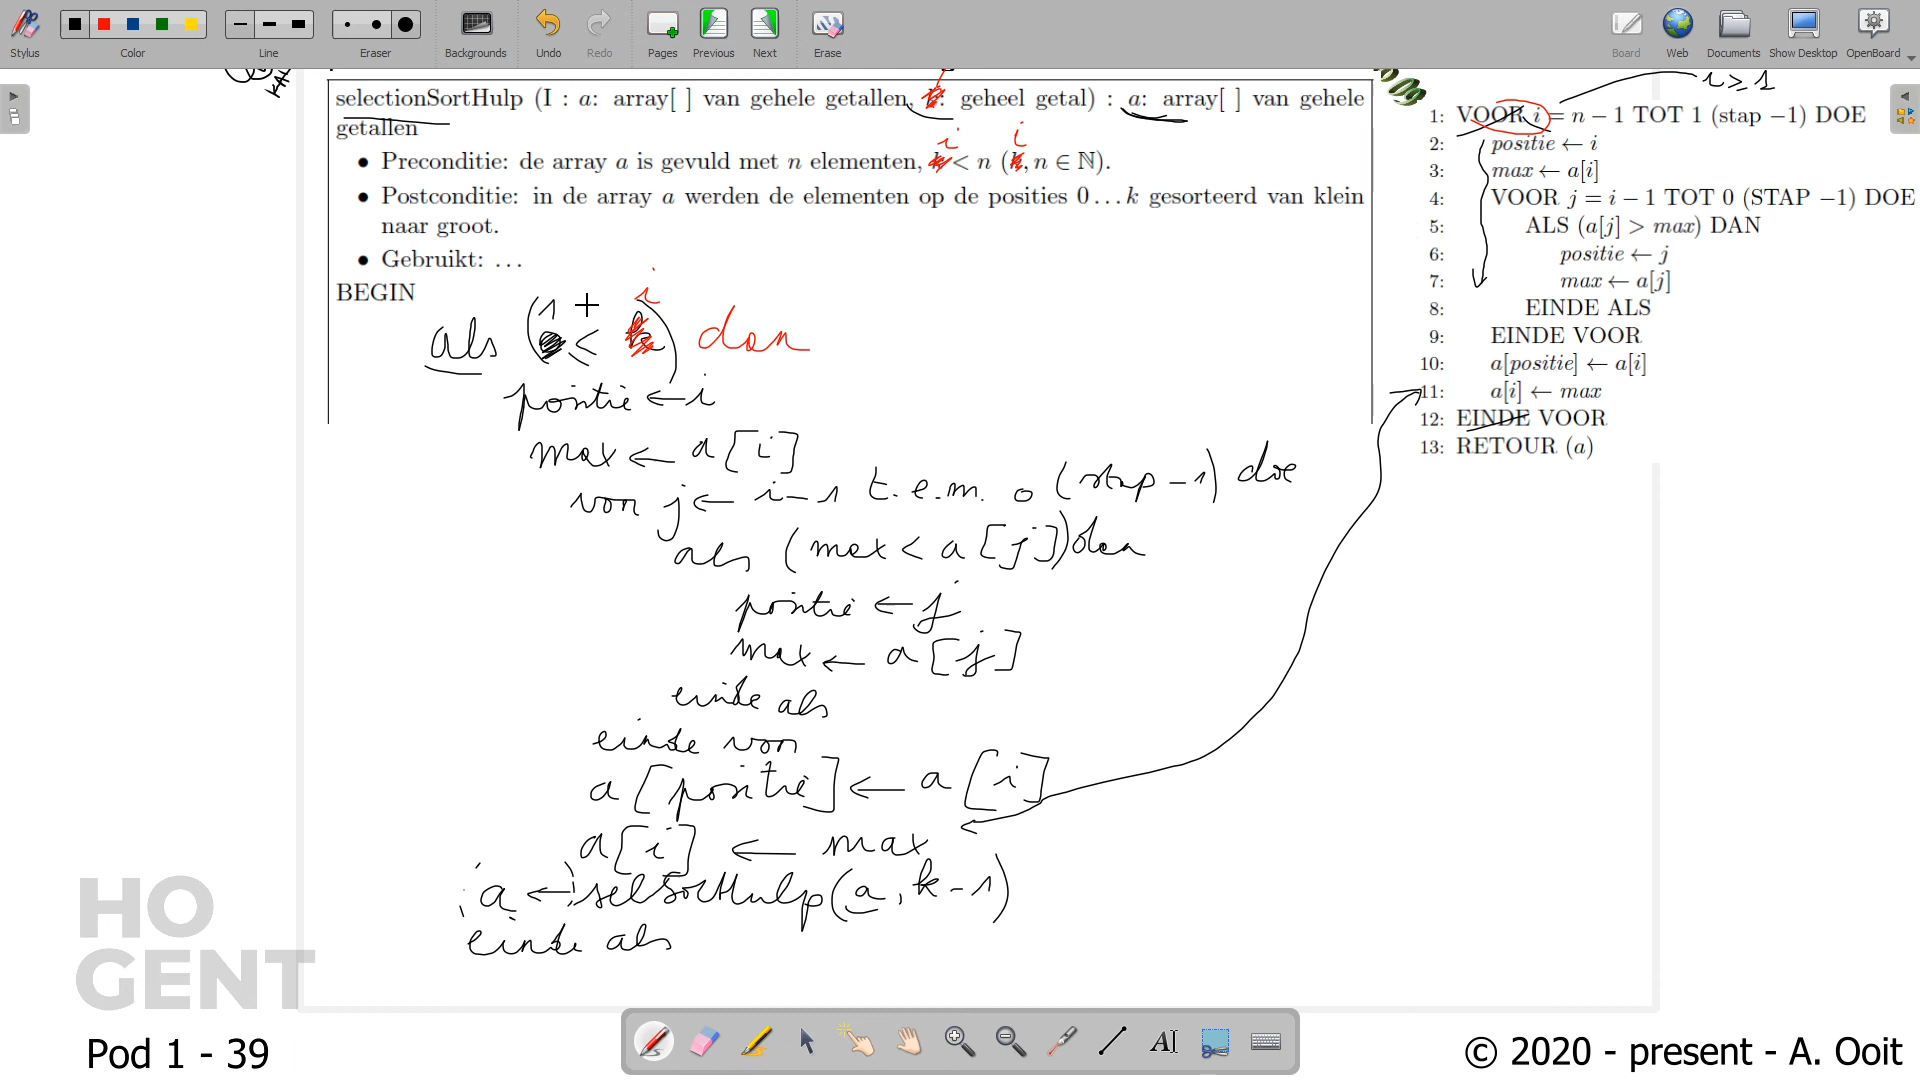 Stylus Color Line Eraser Backgrounds Undo Redo Pages Previous Next Erase Board Web Documents Show Desktop OpenBoard
selectionSortHulp (I : a: array[ ] van gehele getallen, : geheel getal) : a: array[ ] van gehele
getallen
i i
• Preconditie: de array a is gevuld met n elementen, < n ( , n ∈ ℕ).
• Postconditie: in de array a werden de elementen op de posities 0 . . . k gesorteerd van klein
naar groot.
• Gebruikt: . . .
BEGIN
als (1 < i) dan
positie ← i
max ← a[i]
voor j ← i-1 t.e.m. 0 (stap -1) doe
als (max < a[j]) dan
positie ← j
max ← a[j]
einde als
einde voor
a[positie] ← a[i]
a[i] ← max
a ← selSortHulp(a, k-1)
einde als
i ≥ 1
1: VOOR i = n − 1 TOT 1 (stap −1) DOE
2: positie ← i
3: max ← a[i]
4: VOOR j = i − 1 TOT 0 (STAP −1) DOE
5: ALS (a[j] > max) DAN
6: positie ← j
7: max ← a[j]
8: EINDE ALS
9: EINDE VOOR
10: a[positie] ← a[i]
11: a[i] ← max
12: EINDE VOOR
13: RETOUR (a)
HO
GENT
Pod 1 - 39
© 2020 - present - A. Ooit